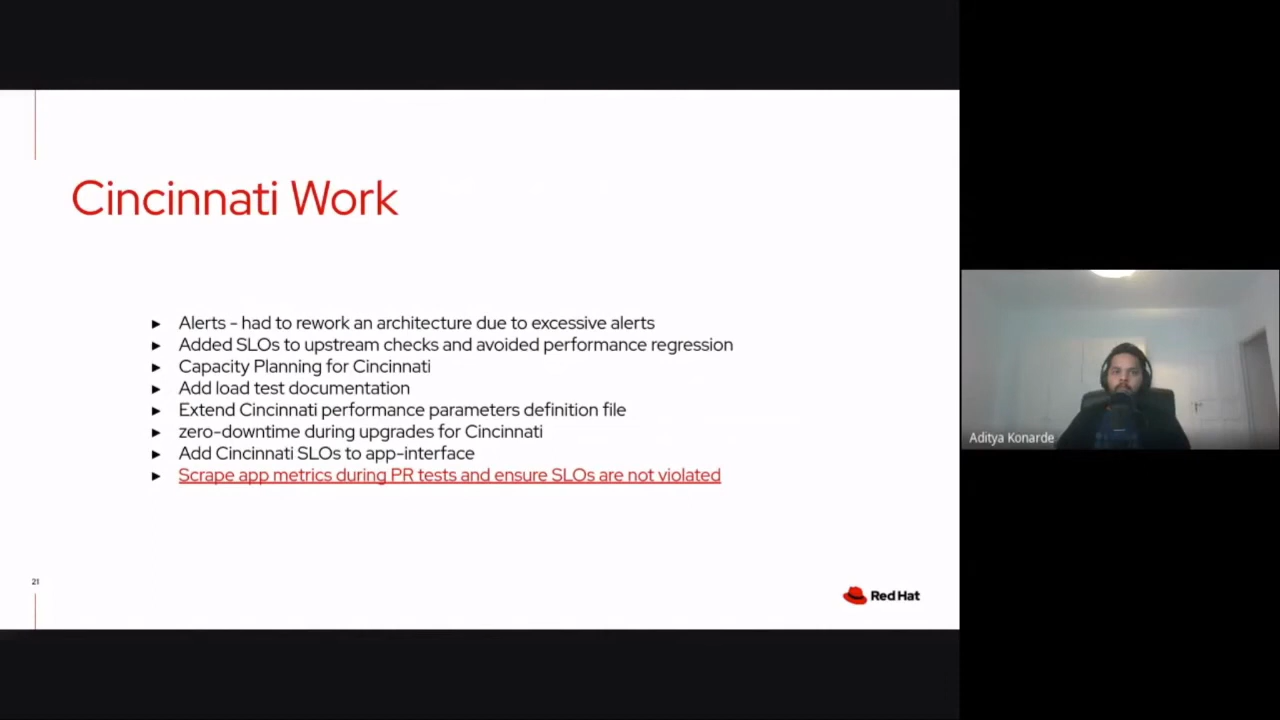 Cincinnati Work
► Alerts - had to rework an architecture due to excessive alerts
► Added SLOs to upstream checks and avoided performance regression
► Capacity Planning for Cincinnati
► Add load test documentation
► Extend Cincinnati performance parameters definition file
► zero-downtime during upgrades for Cincinnati
► Add Cincinnati SLOs to app-interface
► Scrape app metrics during PR tests and ensure SLOs are not violated
21
Red Hat
Aditya Konarde